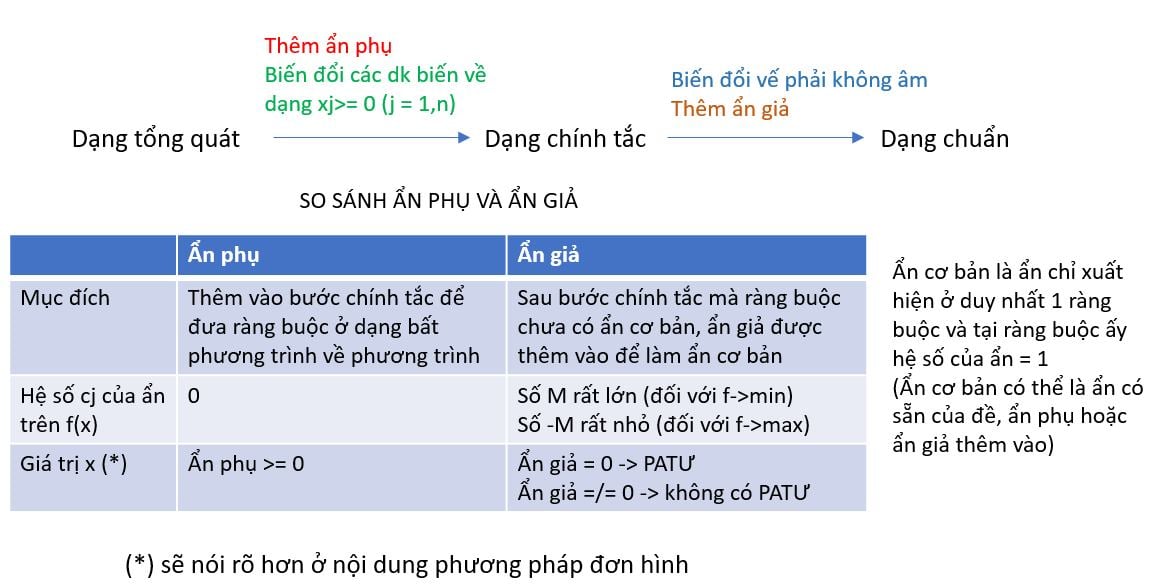 Thêm ẩn phụ
Biến đổi các dk biến về
dạng xj>= 0 (j = 1,n)
Biến đổi vế phải không âm
Thêm ẩn giả
Dạng tổng quát
Dạng chính tắc
Dạng chuẩn
SO SÁNH ẨN PHỤ VÀ ẨN GIẢ
Ẩn phụ
Ẩn giả
Mục đích
Thêm vào bước chính tắc để
đưa ràng buộc ở dạng bất
phương trình về phương trình
Sau bước chính tắc mà ràng buộc
chưa có ẩn cơ bản, ẩn giả được
thêm vào để làm ẩn cơ bản
Hệ số cj của ẩn
trên f(x)
0
Số M rất lớn (đối với f->min)
Số -M rất nhỏ (đối với f->max)
Giá trị x (*)
Ẩn phụ >= 0
Ẩn giả = 0 -> PATƯ
Ẩn giả =/= 0 -> không có PATƯ
Ẩn cơ bản là ẩn chỉ xuất
hiện ở duy nhất 1 ràng
buộc và tại ràng buộc ấy
hệ số của ẩn = 1
(Ẩn cơ bản có thể là ẩn có
sẵn của đề, ẩn phụ hoặc
ẩn giả thêm vào)
(*) sẽ nói rõ hơn ở nội dung phương pháp đơn hình